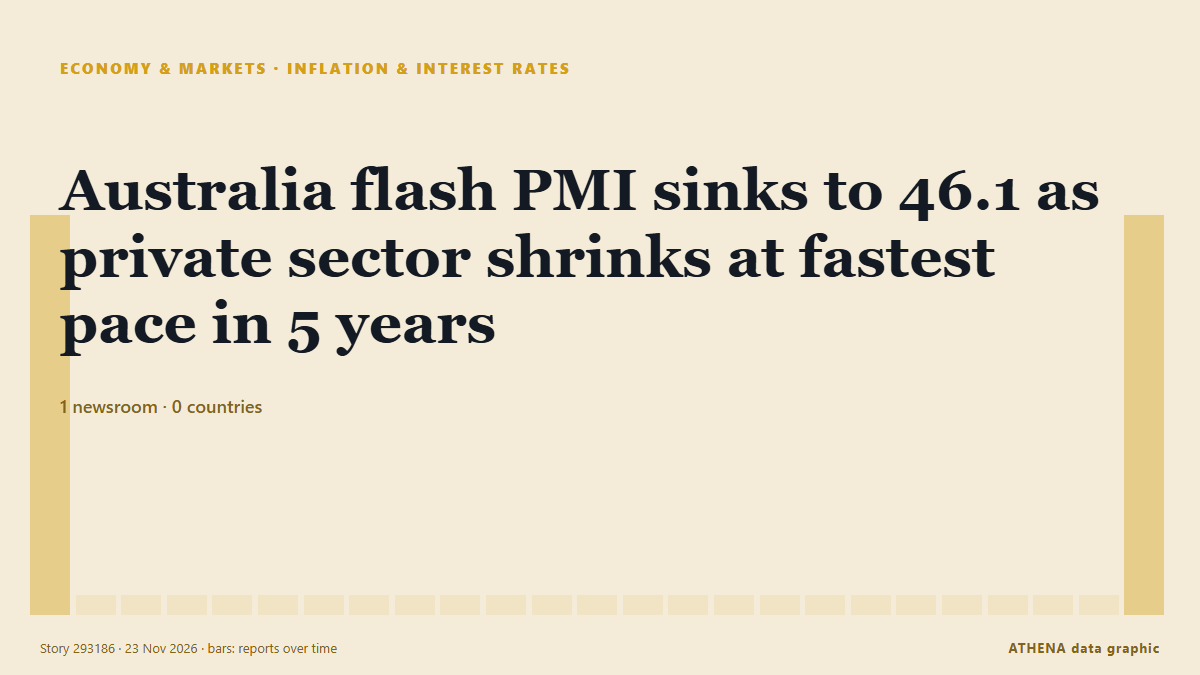 ECONOMY & MARKETS · INFLATION & INTEREST RATES
Australia flash PMI sinks to 46.1 as
private sector shrinks at fastest
pace in 5 years
1 newsroom · 0 countries
Story 293186 · 23 Nov 2026 · bars: reports over time
ATHENA data graphic